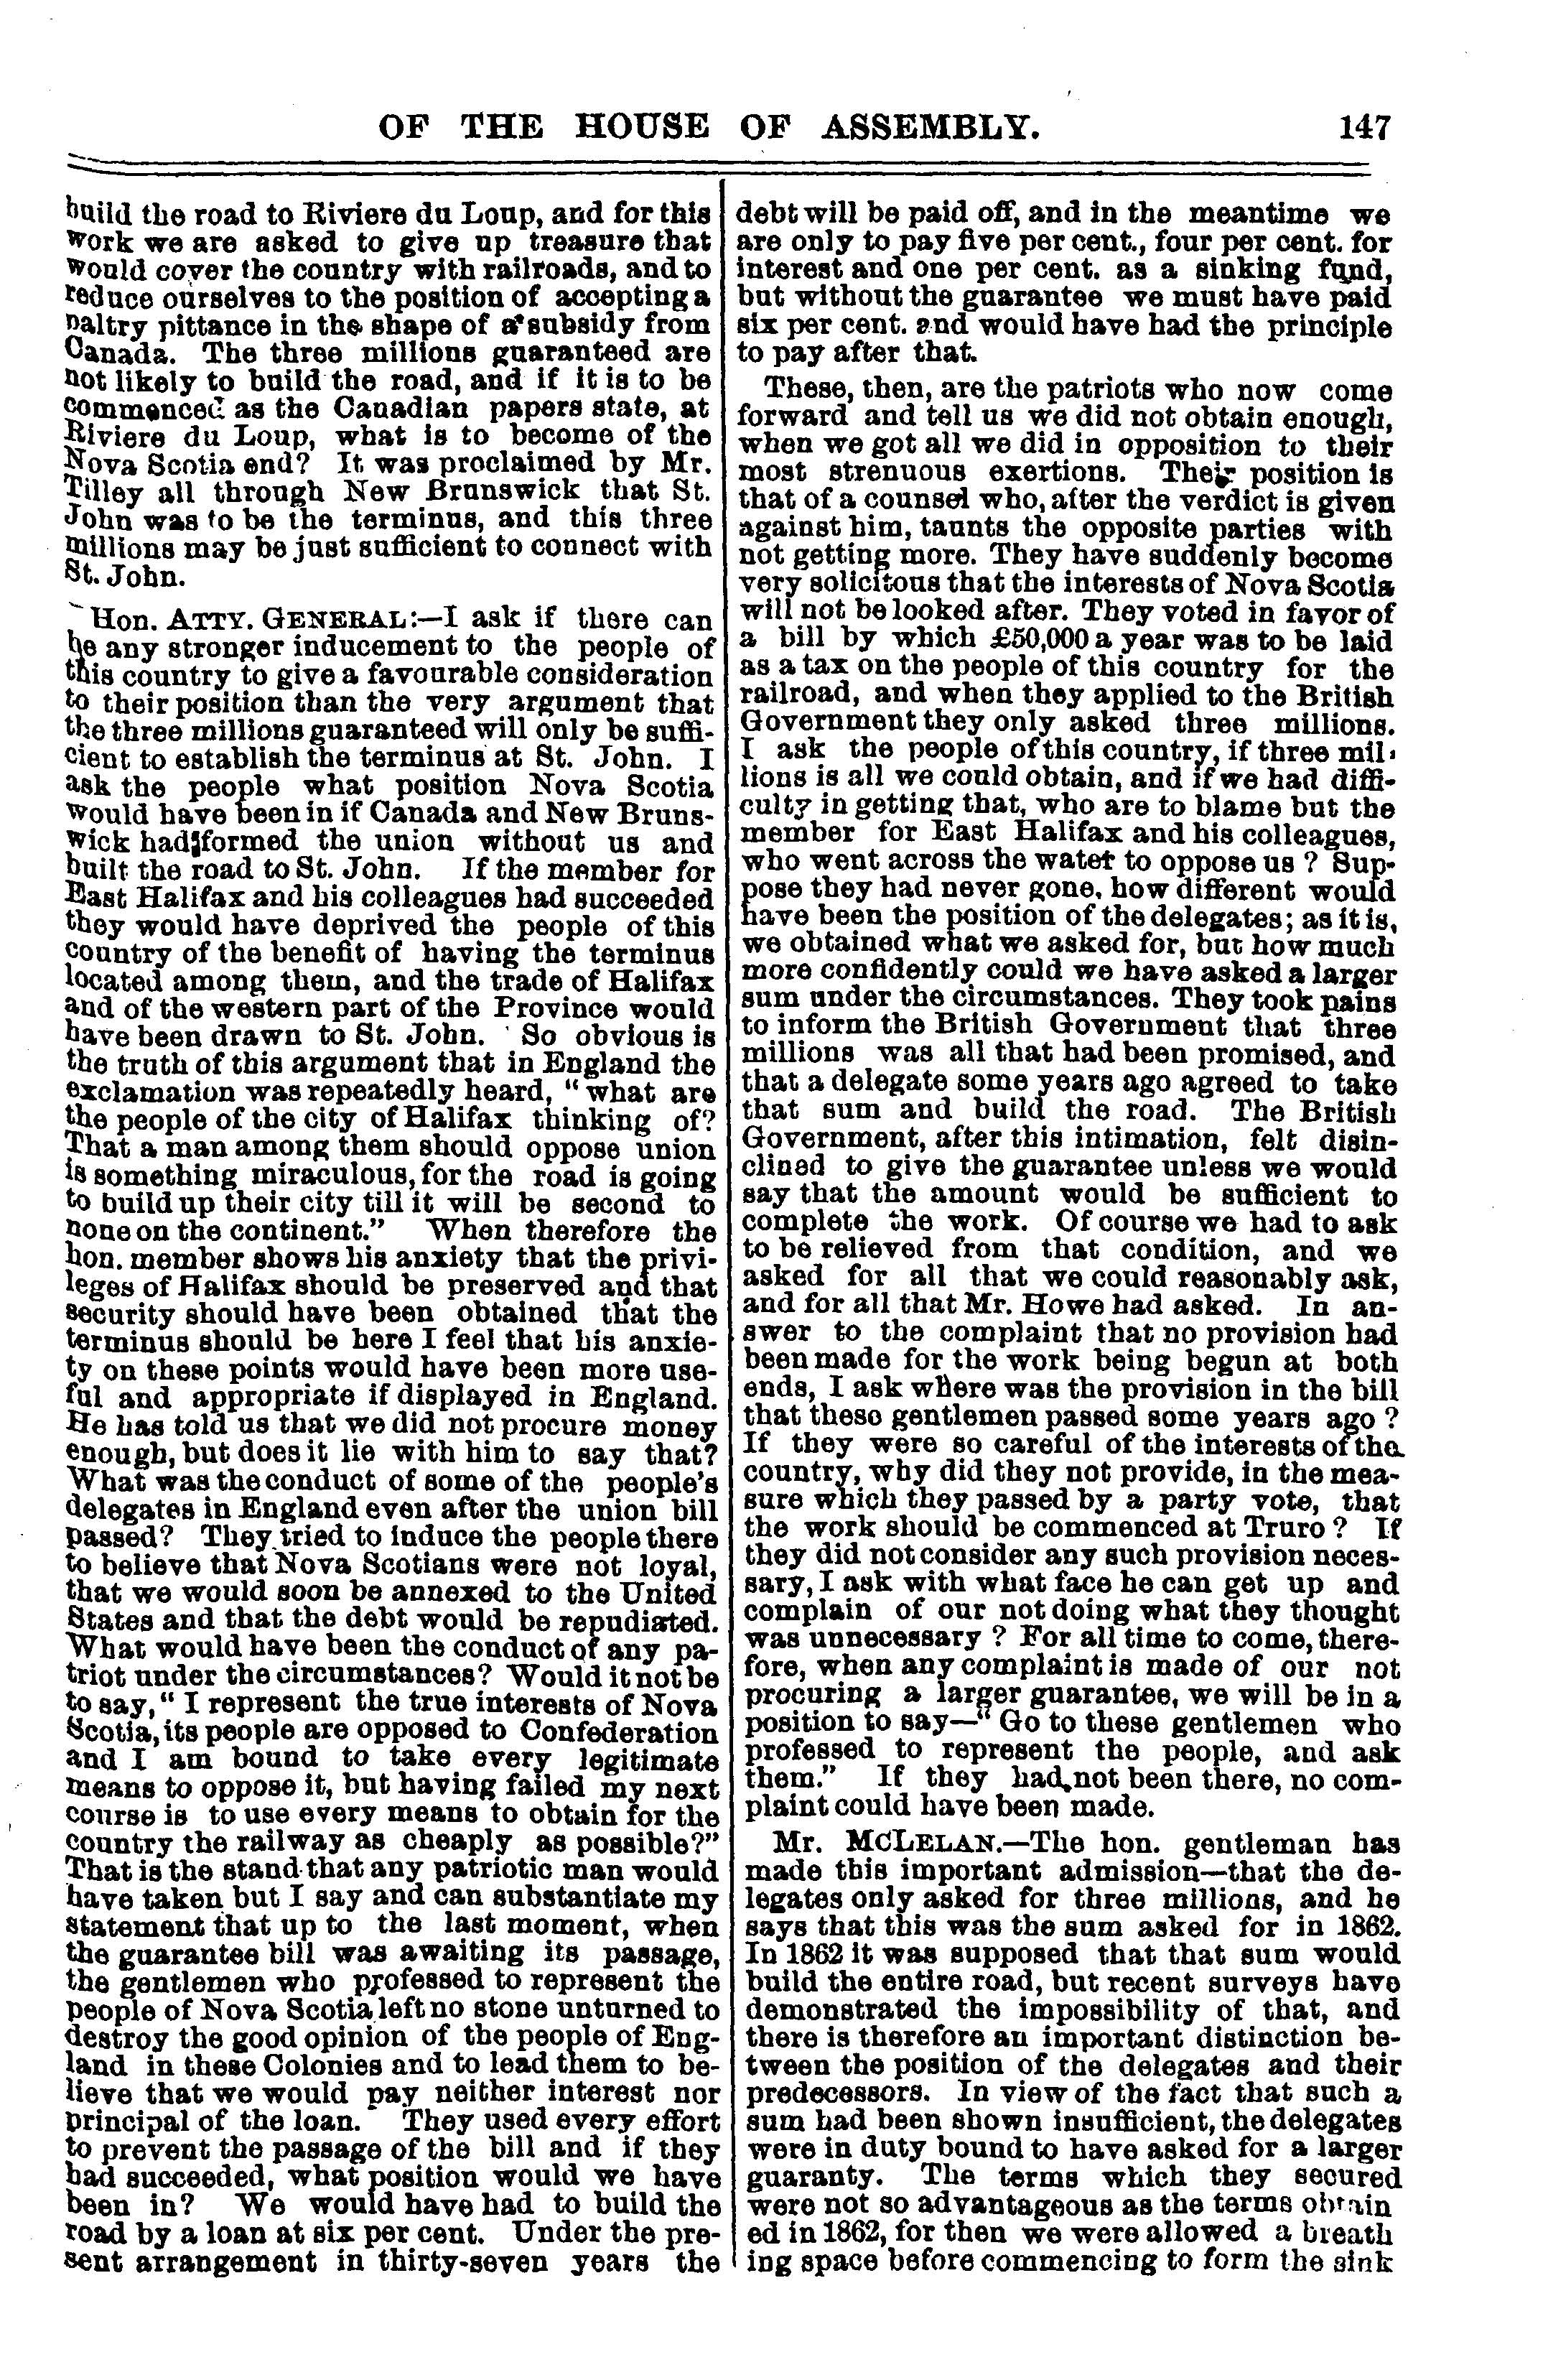 OF THE HOUSE OF ASSEMBLY. 147
build the road to Riviere du Loup, and for this
work we are asked to give up treasure that
would cover the country with railroads, and to
reduce ourselves to the position of accepting a
paltry pittance in the shape of a subsidy from
Canada. The three millions guaranteed are
not likely to build the road, and if it is to be
commenced as the Canadian papers state, at
Riviere du Loup, what is to become of the
Nova Scotia end? It was proclaimed by Mr.
Tilley all through New Brunswick that St.
John was to be the terminus, and this three
millions may be just sufficient to connect with
St. John.
Hon. ATTY. GENERAL:—I ask if there can
be any stronger inducement to the people of
this country to give a favourable consideration
to their position than the very argument that
the three millions guaranteed will only be suffi-
cient to establish the terminus at St. John. I
ask the people what position Nova Scotia
would have been in if Canada and New Bruns-
wick had formed the union without us and
built the road to St. John. If the member for
East Halifax and his colleagues had succeeded
they would have deprived the people of this
country of the benefit of having the terminus
located among them, and the trade of Halifax
and of the western part of the Province would
have been drawn to St. John. So obvious is
the truth of this argument that in England the
exclamation was repeatedly heard, "what are
the people of the city of Halifax thinking of?
That a man among them should oppose union
is something miraculous, for the road is going
to build up their city till it will be second to
none on the continent." When therefore the
hon. member shows his anxiety that the privi-
leges of Halifax should be preserved and that
security should have been obtained that the
terminus should be here I feel that his anxie-
ty on these points would have been more use-
ful and appropriate if displayed in England.
He has told us that we did not procure money
enough, but does it lie with him to say that?
What was the conduct of some of the people's
delegates in England even after the union bill
passed? They tried to induce the people there
to believe that Nova Scotians were not loyal,
that we would soon be annexed to the United
States and that the debt would be repudiated.
What would have been the conduct of any pa-
triot under the circumstances? Would it not be
to say, "I represent the true interests of Nova
Scotia, its people are opposed to Confederation
and I am bound to take every legitimate
means to oppose it, but having failed my next
course is to use every means to obtain for the
country the railway as cheaply as possible?"
That is the stand that any patriotic man would
have taken but I say and can substantiate my
statement that up to the last moment, when
the guarantee bill was awaiting its passage,
the gentlemen who professed to represent the
people of Nova Scotia left no stone unturned to
destroy the good opinion of the people of Eng-
land in these Colonies and to lead them to be-
lieve that we would pay neither interest nor
principal of the loan. They used every effort
to prevent the passage of the bill and if they
had succeeded, what position would we have
been in? We would have had to build the
road by a loan at six per cent. Under the pre-
sent arrangement in thirty-seven years the
debt will be paid off, and in the meantime we
are only to pay five per cent., four per cent. for
interest and one per cent. as a sinking fund,
but without the guarantee we must have paid
six per cent. and would have had the principle
to pay after that.
These, then, are the patriots who now come
forward and tell us we did not obtain enough,
when we got all we did in opposition to their
most strenuous exertions. Their position is
that of a counsel who, after the verdict is given
against him, taunts the opposite parties with
not getting more. They have suddenly become
very solicitous that the interests of Nova Scotia
will not be looked after. They voted in favor of
a bill by which £50,000 a year was to be laid
as a tax on the people of this country for the
railroad, and when they applied to the British
Government they only asked three millions.
I ask the people of this country, if three mil-
lions is all we could obtain, and if we had diffi-
culty in getting that, who are to blame but the
member for East Halifax and his colleagues,
who went across the water to oppose us? Sup-
pose they had never gone, how different would
have been the position of the delegates; as it is,
we obtained what we asked for, but how much
more confidently could we have asked a larger
sum under the circumstances. They took pains
to inform the British Government that three
millions was all that had been promised, and
that a delegate some years ago agreed to take
that sum and build the road. The British
Government, after this intimation, felt disin-
clined to give the guarantee unless we would
say that the amount would be sufficient to
complete the work. Of course we had to ask
to be relieved from that condition, and we
asked for all that we could reasonably ask,
and for all that Mr. Howe had asked. In an-
swer to the complaint that no provision had
been made for the work being begun at both
ends, I ask where was the provision in the bill
that these gentlemen passed some years ago?
If they were so careful of the interests of the
country, why did they not provide, in the mea-
sure which they passed by a party vote, that
the work should be commenced at Truro? If
they did not consider any such provision neces-
sary, I ask with what face he can get up and
complain of our not doing what they thought
was unnecessary? For all time to come, there-
fore, when any complaint is made of our not
procuring a larger guarantee, we will be in a
position to say—"Go to these gentlemen who
professed to represent the people, and ask
them." If they had not been there, no com-
plaint could have been made.
Mr. MCLELAN.—The hon. gentleman has
made this important admission—that the de-
legates only asked for three millions, and he
says that this was the sum asked for in 1862.
In 1862 it was supposed that that sum would
build the entire road, but recent surveys have
demonstrated the impossibility of that, and
there is therefore an important distinction be-
tween the position of the delegates and their
predecessors. In view of the fact that such a
sum had been shown insufficient, the delegates
were in duty bound to have asked for a larger
guaranty. The terms which they secured
were not so advantageous as the terms obtain
ed in 1862, for then we were allowed a breath
ing space before commencing to form the sink